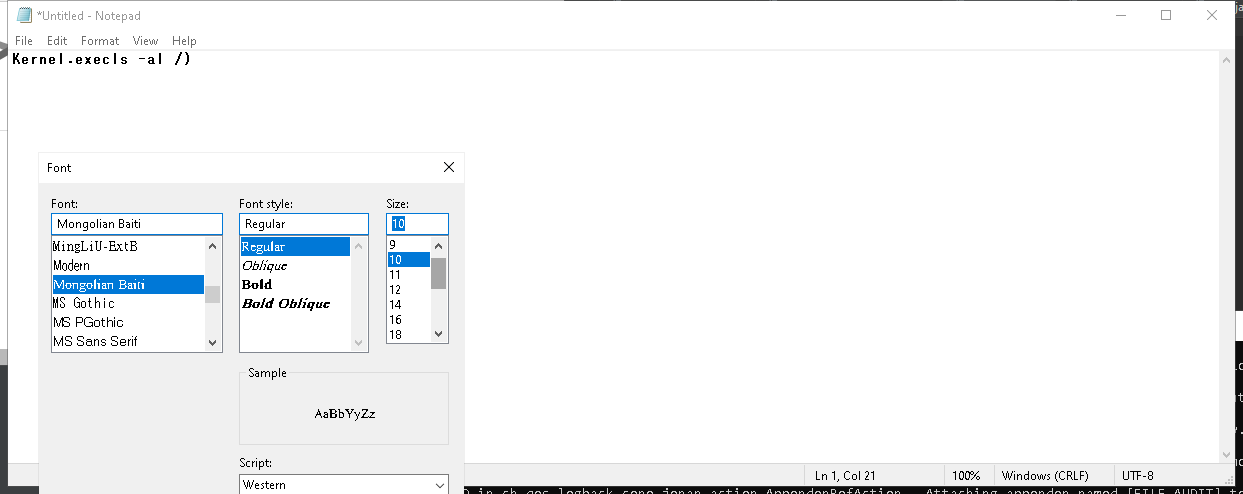 *Untitled - Notepad
File Edit Format View Help
Kernel.execls -al /)
Font
Font: Font style: Size:
Mongolian Baiti Regular 10
MingLiU-ExtB Regular 9
Modern Oblique 10
Mongolian Baiti Bold 11
MS Gothic Bold Oblique 12
MS PGothic 14
MS Sans Serif 16
18
Sample
AaBbYyZz
Script:
Western
Ln 1, Col 21 100% Windows (CRLF) UTF-8